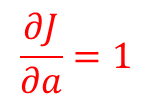 ∂J/∂a = 1